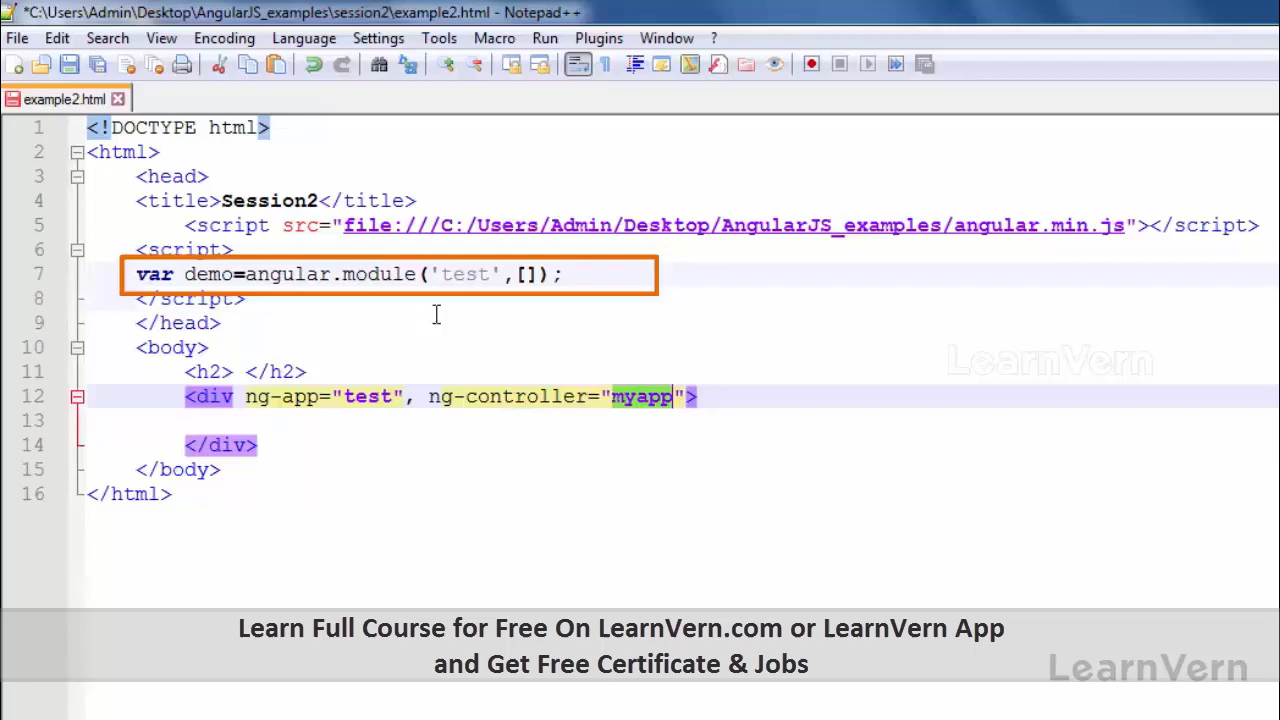 *C:\Users\Admin\Desktop\AngularJS_examples\session2\example2.html - Notepad++
File Edit Search View Encoding Language Settings Tools Macro Run Plugins Window ?
example2.html
1 <!DOCTYPE html>
2 <html>
3 <head>
4 <title>Session2</title>
5 <script src="file:///C:/Users/Admin/Desktop/AngularJS_examples/angular.min.js"></script>
6 <script>
7 var demo=angular.module('test',[]);
8 </script>
9 </head>
10 <body>
11 <h2> </h2>
12 <div ng-app="test", ng-controller="myapp">
13
14 </div>
15 </body>
16 </html>
LearnVern
Learn Full Course for Free On LearnVern.com or LearnVern App
and Get Free Certificate & Jobs
LearnVern